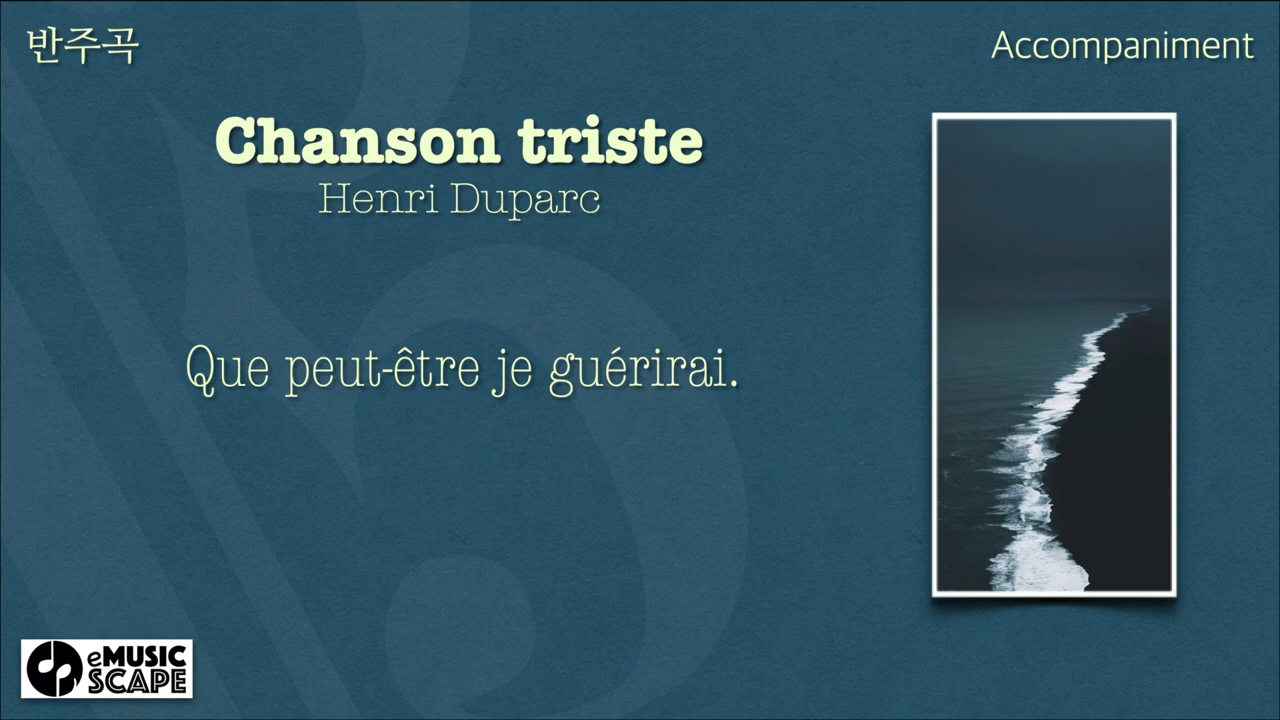 반주곡
Accompaniment
Chanson triste
Henri Duparc
Que peut-être je guérirai.
eMUSIC
SCAPE